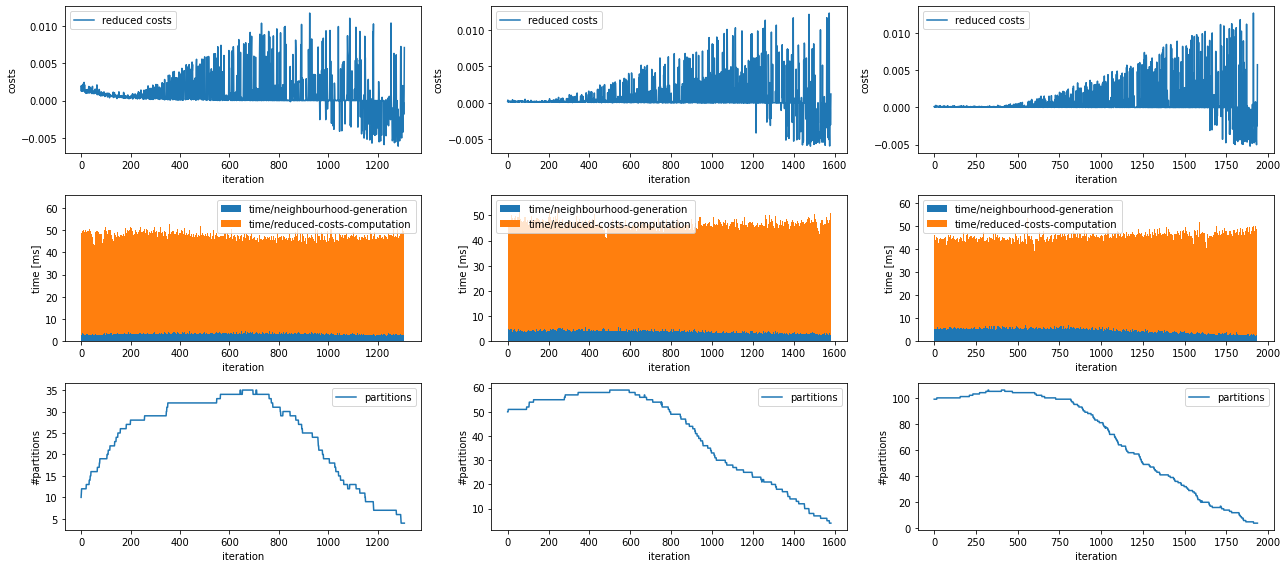 reduced costs
costs
0.010
0.005
0.000
−0.005
0 200 400 600 800 1000 1200
iteration
reduced costs
costs
0.010
0.005
0.000
−0.005
0 200 400 600 800 1000 1200 1400 1600
iteration
reduced costs
costs
0.010
0.005
0.000
−0.005
0 250 500 750 1000 1250 1500 1750 2000
iteration
time/neighbourhood-generation
time/reduced-costs-computation
time [ms]
60
50
40
30
20
10
0
0 200 400 600 800 1000 1200
iteration
time/neighbourhood-generation
time/reduced-costs-computation
time [ms]
50
40
30
20
10
0
0 200 400 600 800 1000 1200 1400 1600
iteration
time/neighbourhood-generation
time/reduced-costs-computation
time [ms]
60
50
40
30
20
10
0
0 250 500 750 1000 1250 1500 1750 2000
iteration
partitions
#partitions
35
30
25
20
15
10
5
0 200 400 600 800 1000 1200
iteration
partitions
#partitions
60
50
40
30
20
10
0 200 400 600 800 1000 1200 1400 1600
iteration
partitions
#partitions
100
80
60
40
20
0
0 250 500 750 1000 1250 1500 1750 2000
iteration